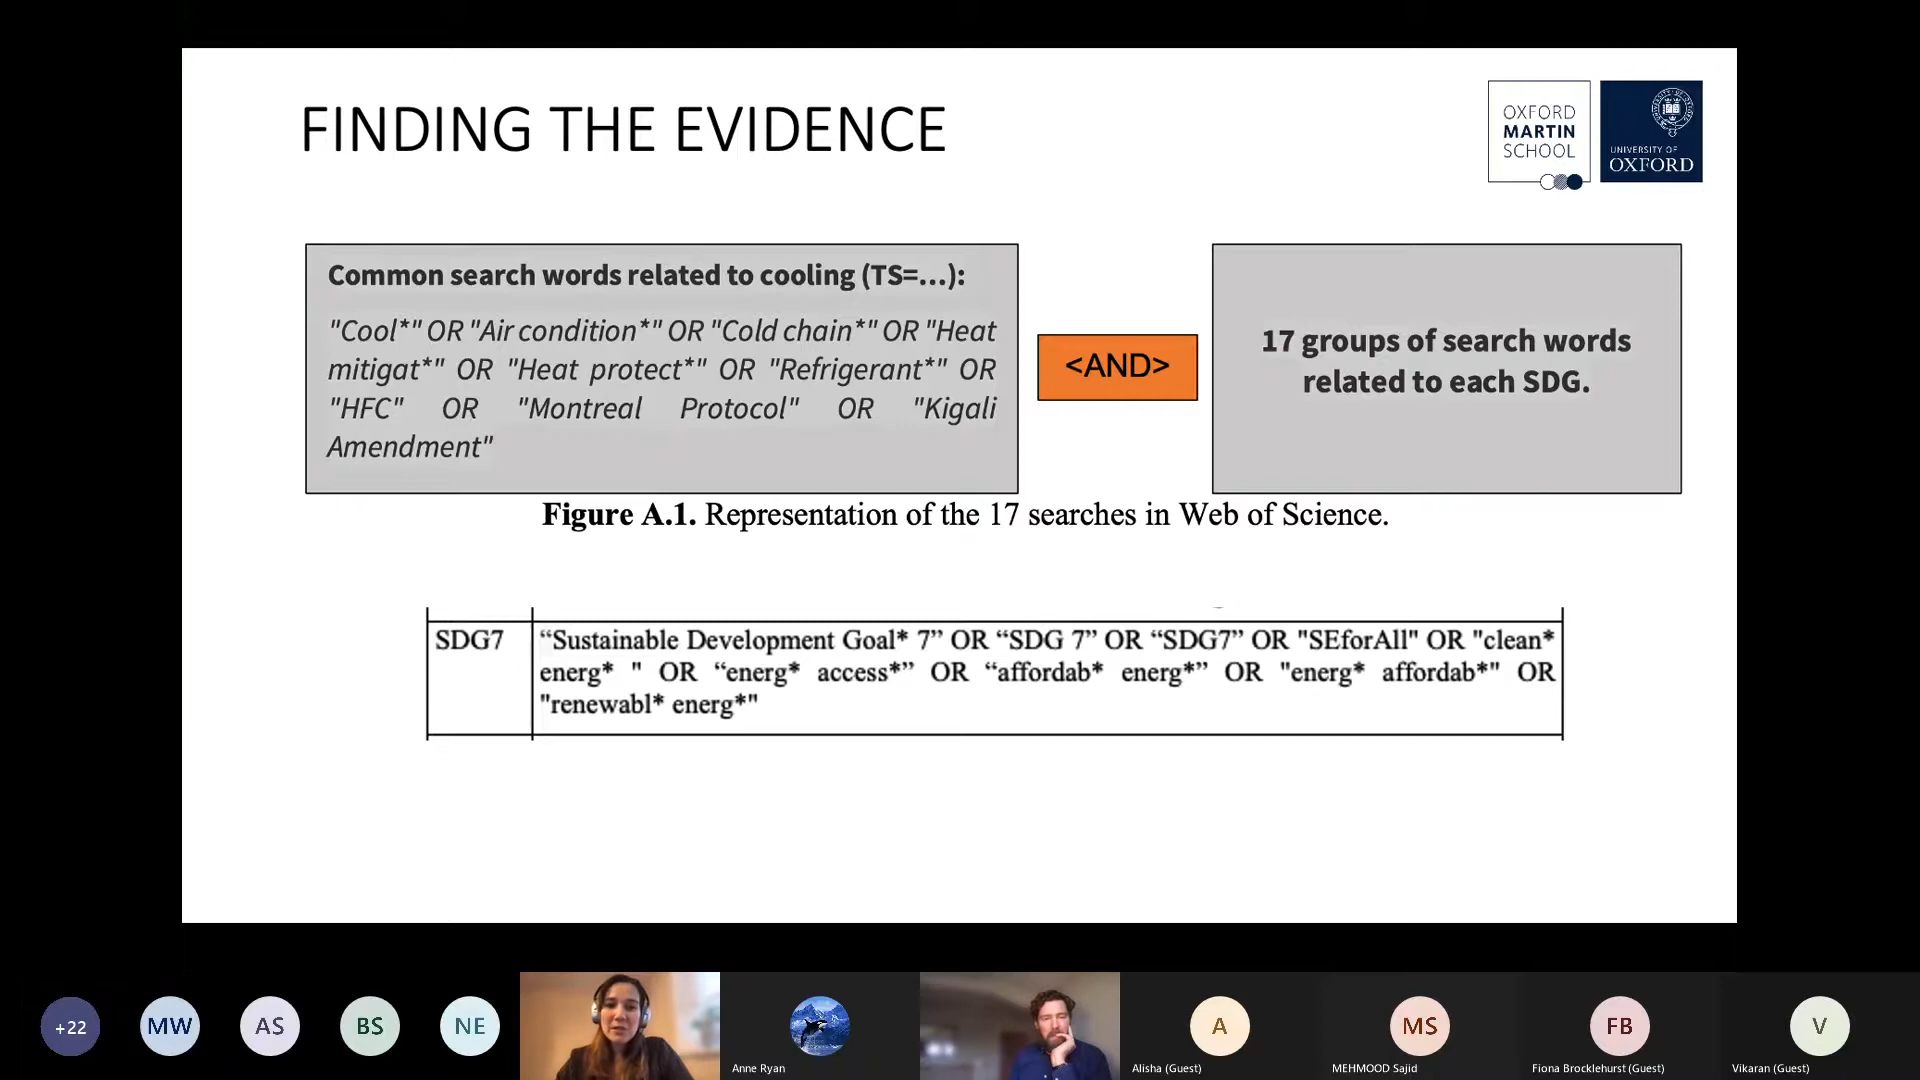 FINDING THE EVIDENCE
OXFORD
MARTIN
SCHOOL
UNIVERSITY OF
OXFORD
Common search words related to cooling (TS=...):
"Cool*" OR "Air condition*" OR "Cold chain*" OR "Heat
mitigat*" OR "Heat protect*" OR "Refrigerant*" OR
"HFC" OR "Montreal Protocol" OR "Kigali
Amendment"
<AND>
17 groups of search words
related to each SDG.
Figure A.1. Representation of the 17 searches in Web of Science.
SDG7
“Sustainable Development Goal* 7” OR “SDG 7” OR “SDG7” OR "SEforAll" OR "clean*
energ* " OR “energ* access*” OR “affordab* energ*” OR "energ* affordab*" OR
"renewabl* energ*"
+22
MW
AS
BS
NE
Anne Ryan
A
Alisha (Guest)
MS
MEHMOOD Sajid
FB
Fiona Brocklehurst (Guest)
V
Vikaran (Guest)